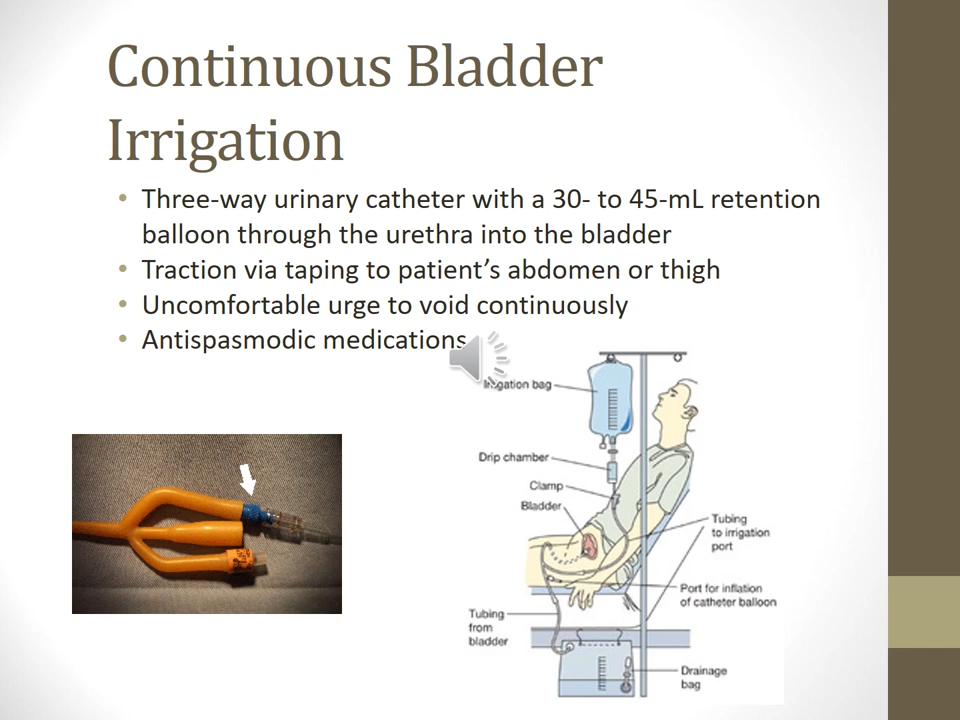 Continuous Bladder
Irrigation
• Three-way urinary catheter with a 30- to 45-mL retention
balloon through the urethra into the bladder
• Traction via taping to patient's abdomen or thigh
• Uncomfortable urge to void continuously
• Antispasmodic medications
Irrigation bag
Drip chamber
Clamp
Bladder
Tubing
to irrigation
port
Port for inflation
of catheter balloon
Tubing
from
bladder
Drainage
bag